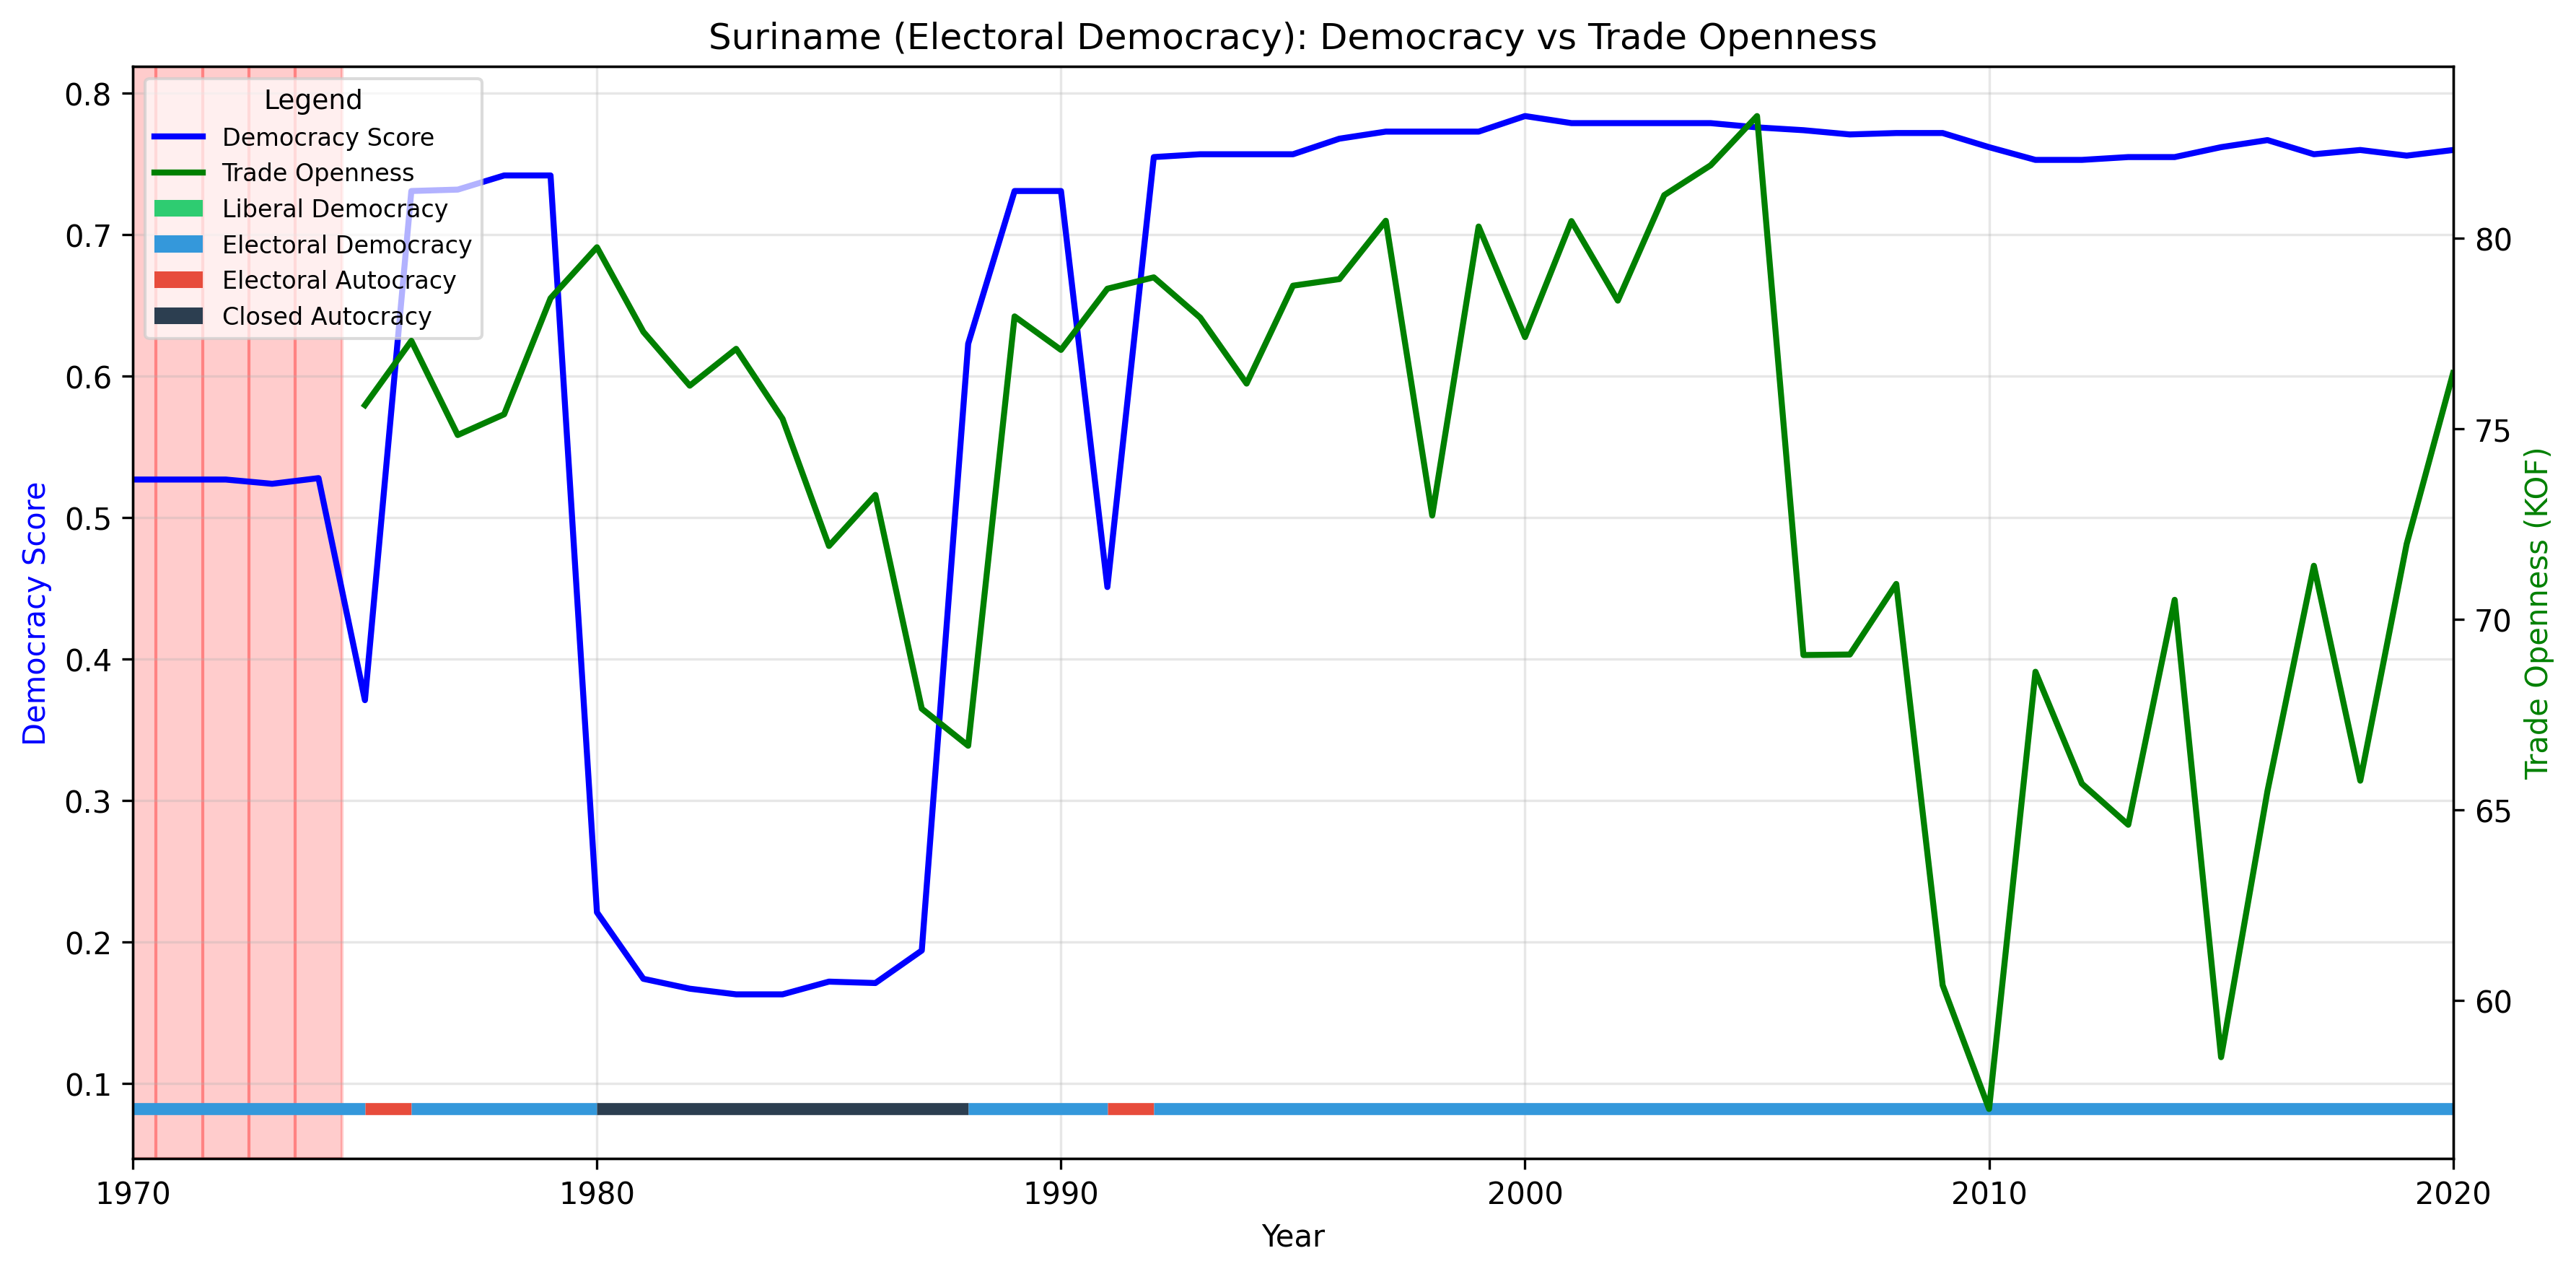 Suriname (Electoral Democracy): Democracy vs Trade Openness
Legend
Democracy Score
Trade Openness
Liberal Democracy
Electoral Democracy
Electoral Autocracy
Closed Autocracy
Democracy Score
0.8
0.7
0.6
0.5
0.4
0.3
0.2
0.1
80
75
70
65
60
Trade Openness (KOF)
1970
1980
1990
2000
2010
2020
Year